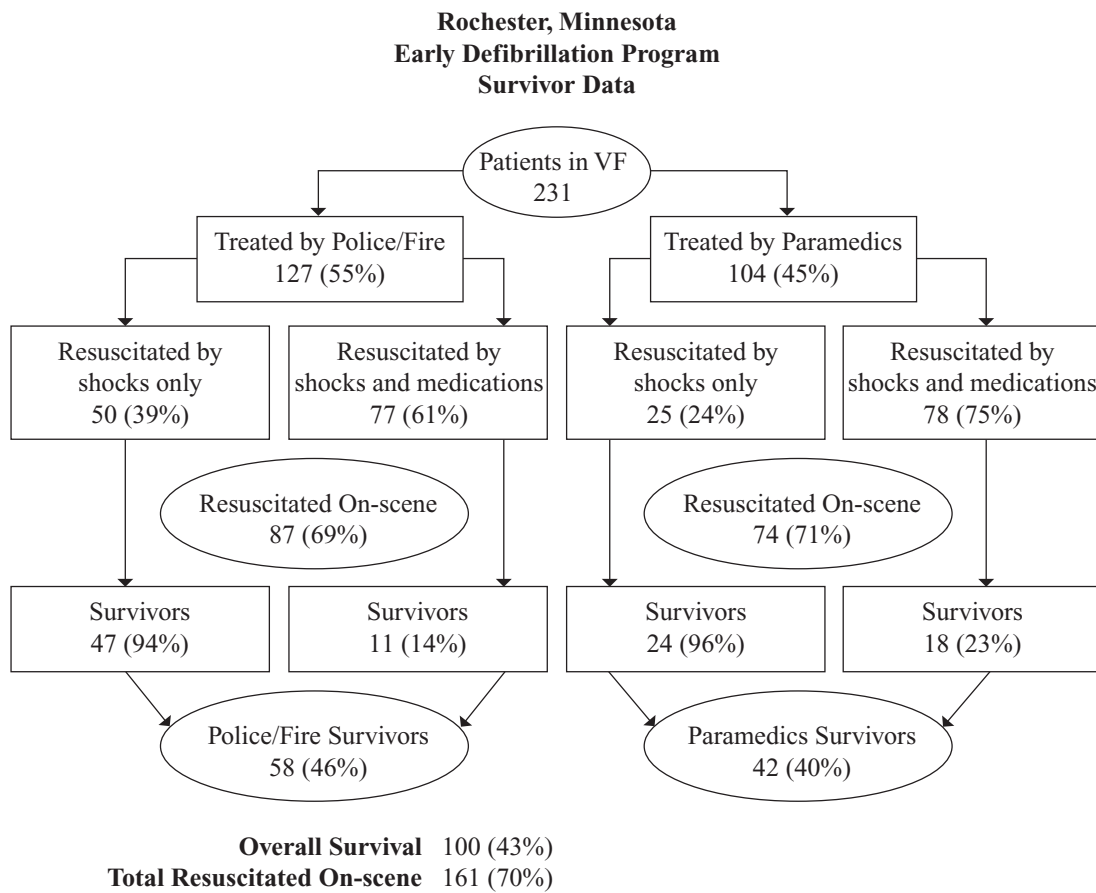 Rochester, Minnesota
Early Defibrillation Program
Survivor Data
Patients in VF
231
Treated by Police/Fire
127 (55%)
Treated by Paramedics
104 (45%)
Resuscitated by
shocks only
50 (39%)
Resuscitated by
shocks and medications
77 (61%)
Resuscitated by
shocks only
25 (24%)
Resuscitated by
shocks and medications
78 (75%)
Resuscitated On-scene
87 (69%)
Resuscitated On-scene
74 (71%)
Survivors
47 (94%)
Survivors
11 (14%)
Survivors
24 (96%)
Survivors
18 (23%)
Police/Fire Survivors
58 (46%)
Paramedics Survivors
42 (40%)
Overall Survival 100 (43%)
Total Resuscitated On-scene 161 (70%)